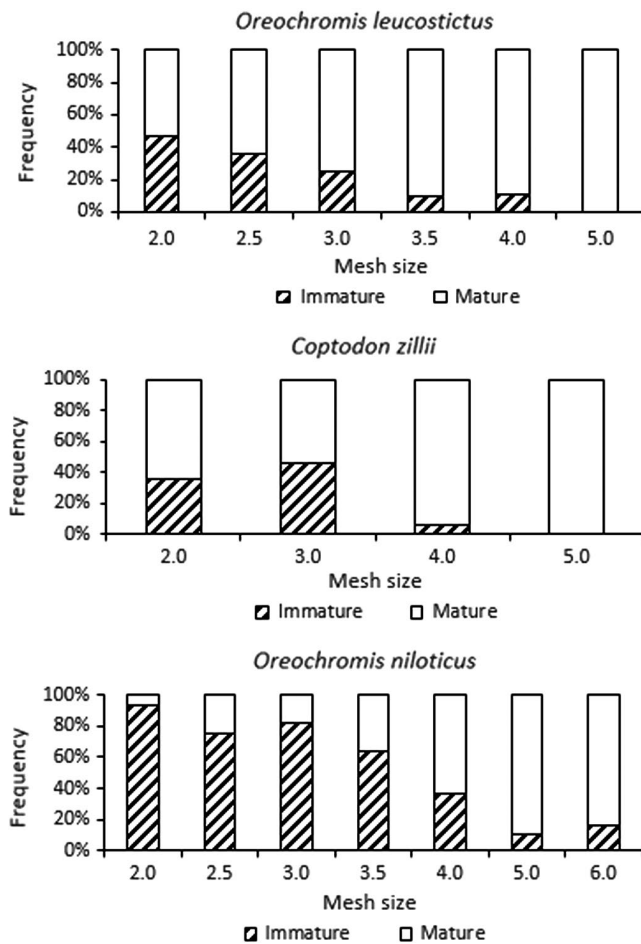 Oreochromis leucostictus
100%
80%
60%
40%
20%
0%
Frequency
2.0 2.5 3.0 3.5 4.0 5.0
Mesh size
Immature Mature
Coptodon zillii
100%
80%
60%
40%
20%
0%
Frequency
2.0 3.0 4.0 5.0
Mesh size
Immature Mature
Oreochromis niloticus
100%
80%
60%
40%
20%
0%
Frequency
2.0 2.5 3.0 3.5 4.0 5.0 6.0
Mesh size
Immature Mature